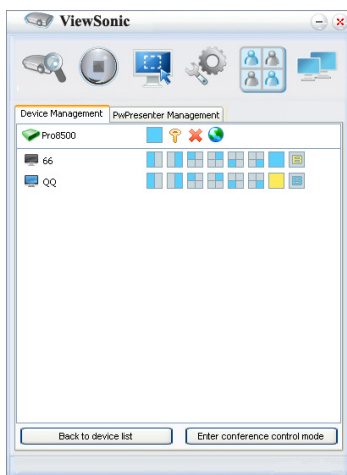 ViewSonic
Device Management PwPresenter Management
Pro8500
66
QQ
Back to device list Enter conference control mode